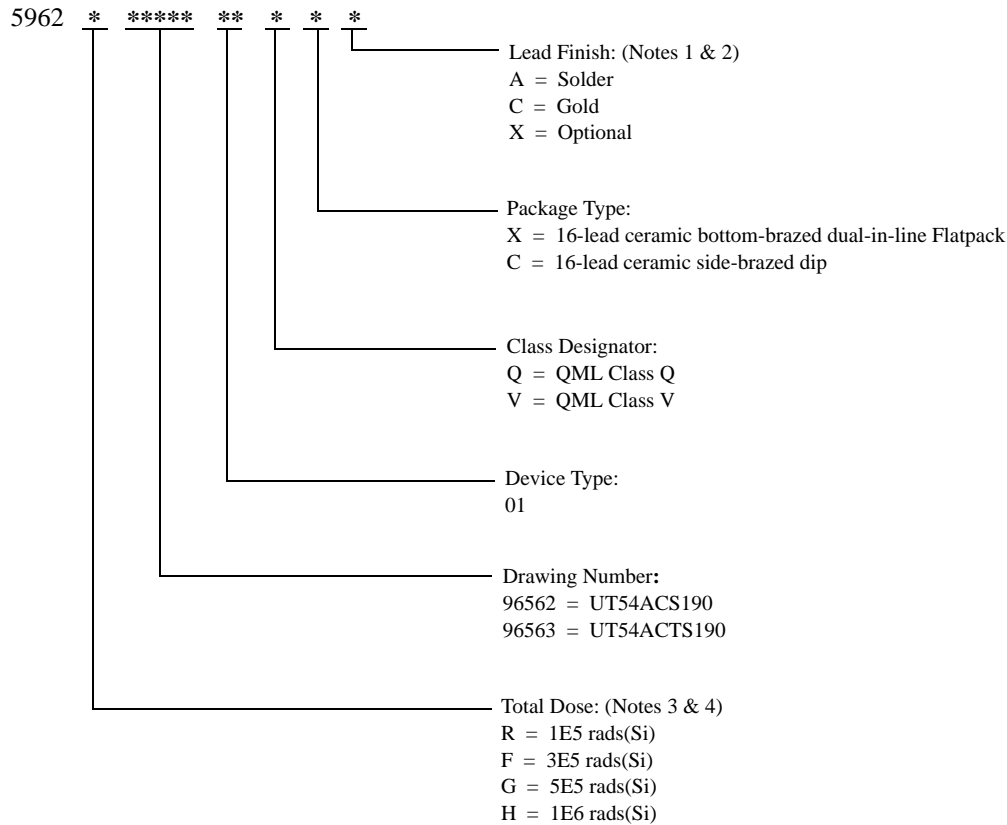 5962 * ***** ** * * *
Lead Finish: (Notes 1 & 2)
A = Solder
C = Gold
X = Optional
Package Type:
X = 16-lead ceramic bottom-brazed dual-in-line Flatpack
C = 16-lead ceramic side-brazed dip
Class Designator:
Q = QML Class Q
V = QML Class V
Device Type:
01
Drawing Number:
96562 = UT54ACS190
96563 = UT54ACTS190
Total Dose: (Notes 3 & 4)
R = 1E5 rads(Si)
F = 3E5 rads(Si)
G = 5E5 rads(Si)
H = 1E6 rads(Si)